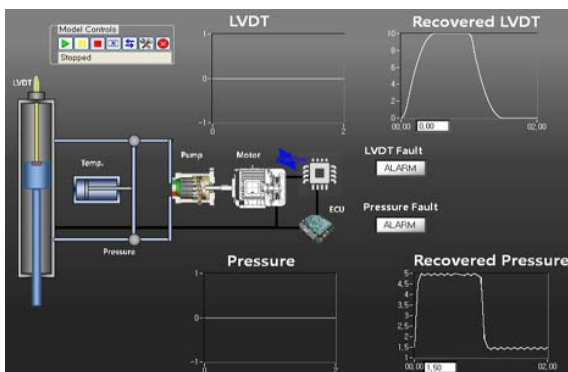 Model Controls
Stopped
LVDT
LVDT
1
0
-1
0
2
Recovered LVDT
10
8
6
4
2
0
00,00
0,00
02,00
Temp.
Pump
Motor
ECU
Pressure
LVDT Fault
ALARM
Pressure Fault
ALARM
Pressure
1
0
-1
0
2
Recovered Pressure
5
4,5
3,5
2,5
1,5
1
00,00
1,50
02,00